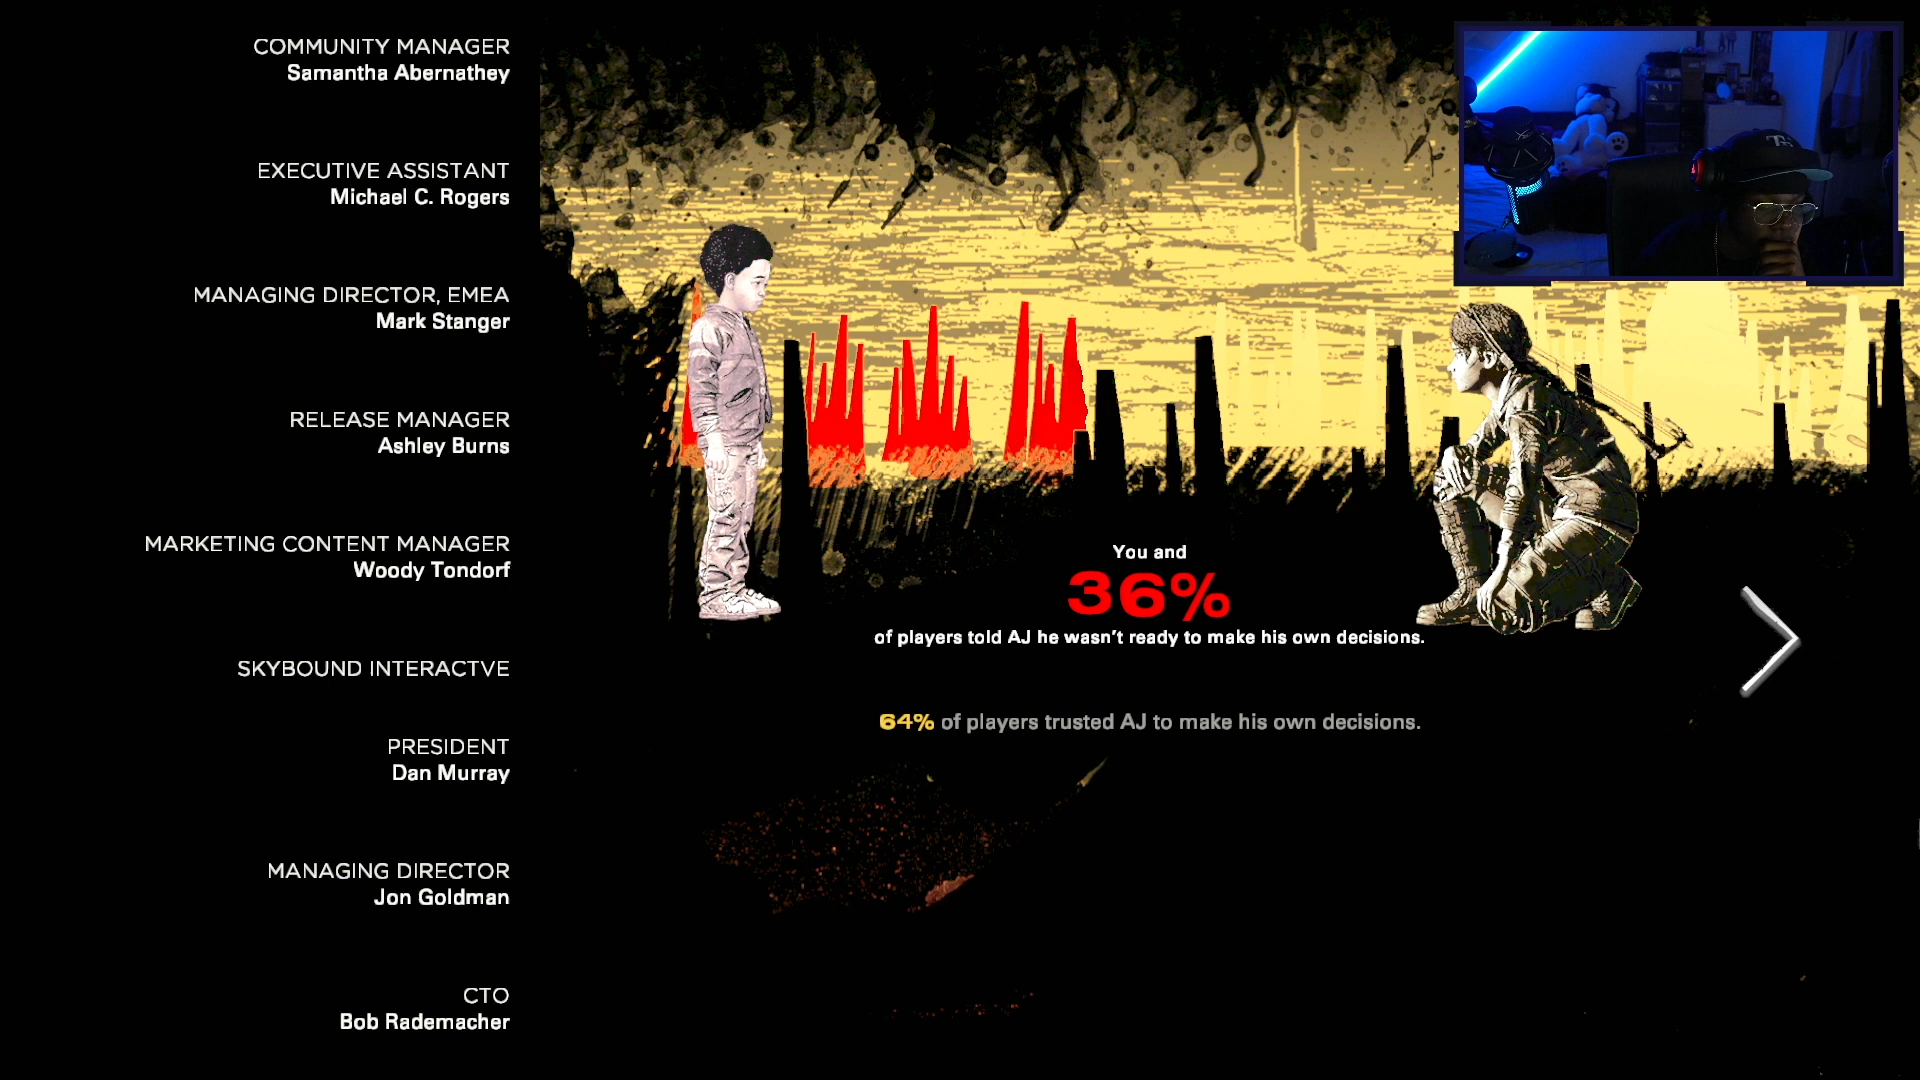 COMMUNITY MANAGER
Samantha Abernathey
EXECUTIVE ASSISTANT
Michael C. Rogers
MANAGING DIRECTOR, EMEA
Mark Stanger
RELEASE MANAGER
Ashley Burns
MARKETING CONTENT MANAGER
Woody Tondorf
SKYBOUND INTERACTVE
PRESIDENT
Dan Murray
MANAGING DIRECTOR
Jon Goldman
CTO
Bob Rademacher
You and
36%
of players told AJ he wasn't ready to make his own decisions.
64% of players trusted AJ to make his own decisions.